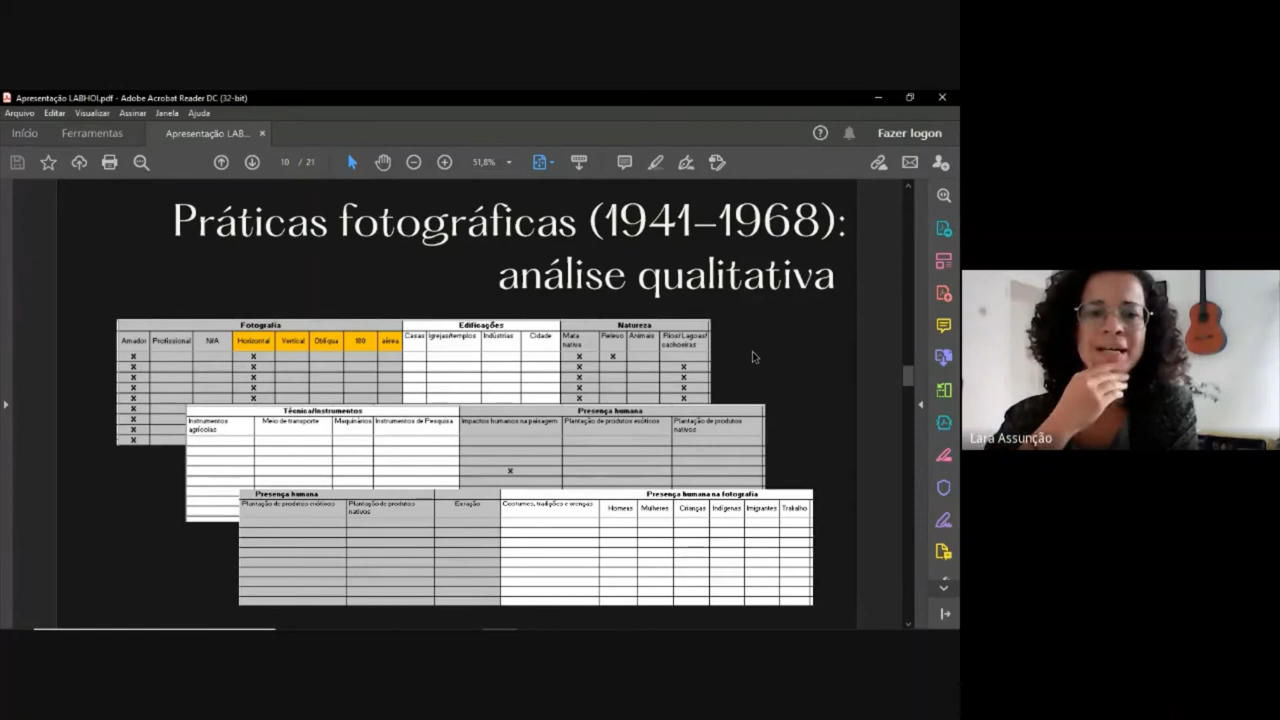 Apresentação LABHOI.pdf - Adobe Acrobat Reader DC (32-bit)
Arquivo Editar Visualizar Assinar Janela Ajuda
Início Ferramentas Apresentação LAB... × Fazer logon
10 / 21 51,8%
Práticas fotográficas (1941–1968):
análise qualitativa
Fotografia Edificações Natureza
Amador Profissional N/A Horizontal Vertical Oblíqua 180 aérea Casas Igrejas/templos Indústrias Cidade Mata Relevo Animais Rios/Lagoas/
nativa cachoeiras
X X X X
X X X X
X X X X
X X X X
X X X X
X
X
X
X
Técnica/Instrumentos Presença humana
Instrumentos Meio de transporte Maquinários Instrumentos de Pesquisa Impactos humanos na paisagem Plantação de produtos exóticos Plantação de produtos
agrícolas nativos
X
Presença humana Presença humana na fotografia
Plantação de produtos exóticos Plantação de produtos Exração Costumes, tradições e crenças Homens Mulheres Crianças Indígenas Imigrantes Trabalho
nativos
Lara Assunção